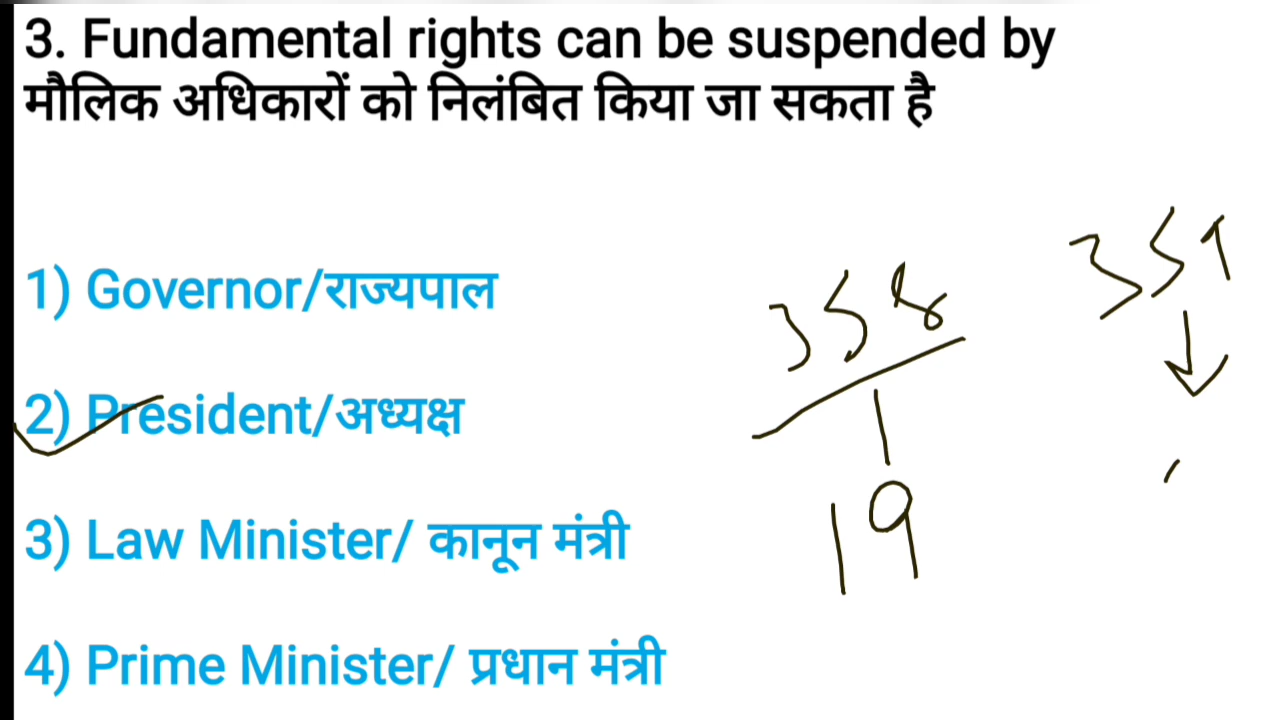 3. Fundamental rights can be suspended by
मौलिक अधिकारों को निलंबित किया जा सकता है
1) Governor/राज्यपाल
2) President/अध्यक्ष
3) Law Minister/ कानून मंत्री
4) Prime Minister/ प्रधान मंत्री
358
19